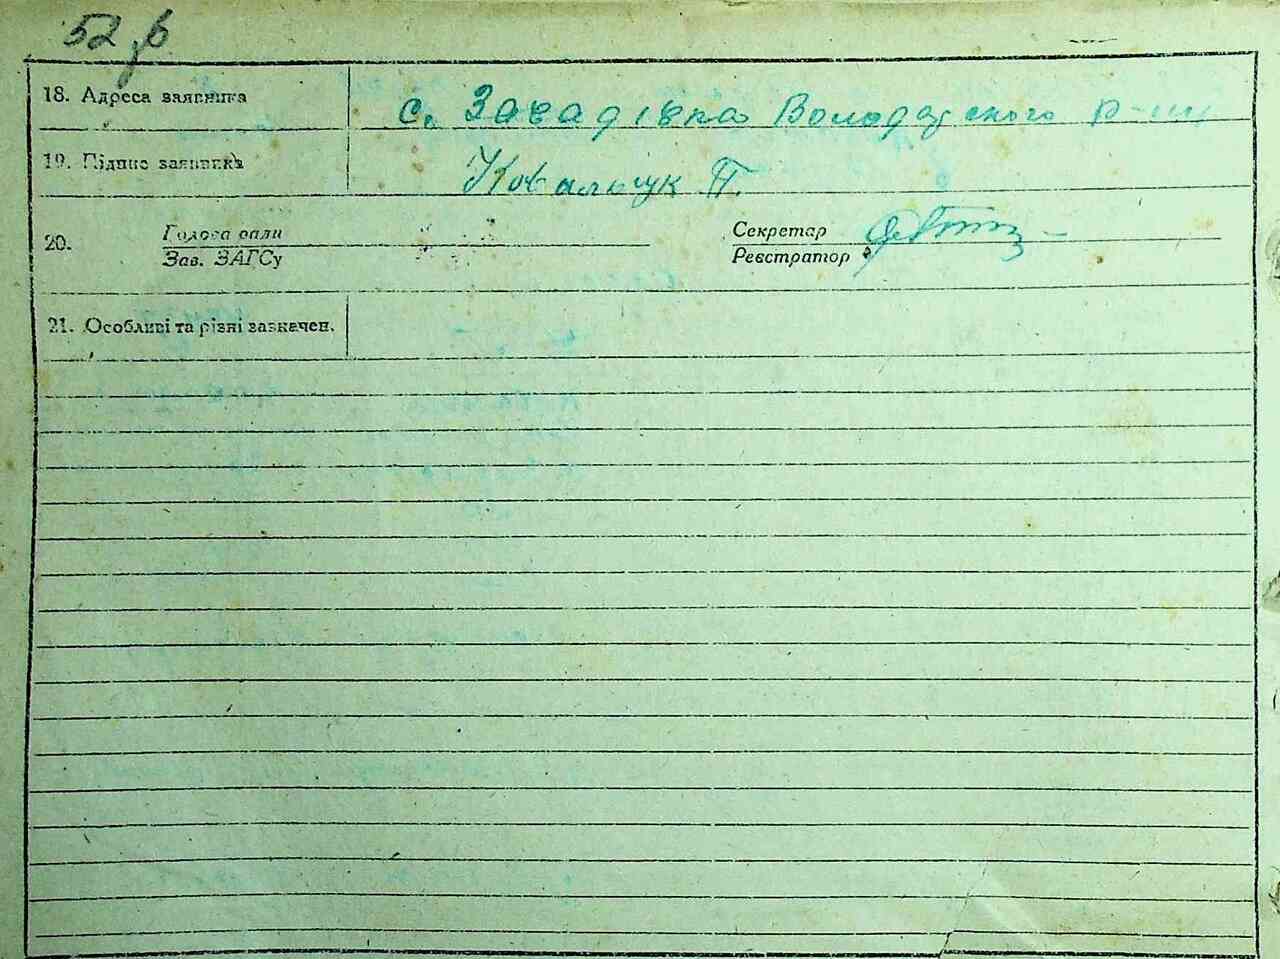 52 зв
18. Адреса заявника с. Завадівка Володарського р-ну
19. Підпис заявника Ковальчук П.
20. Голова ради Секретар
Зав. ЗАГСу Реєстратор
21. Особливі та різні зазначен.